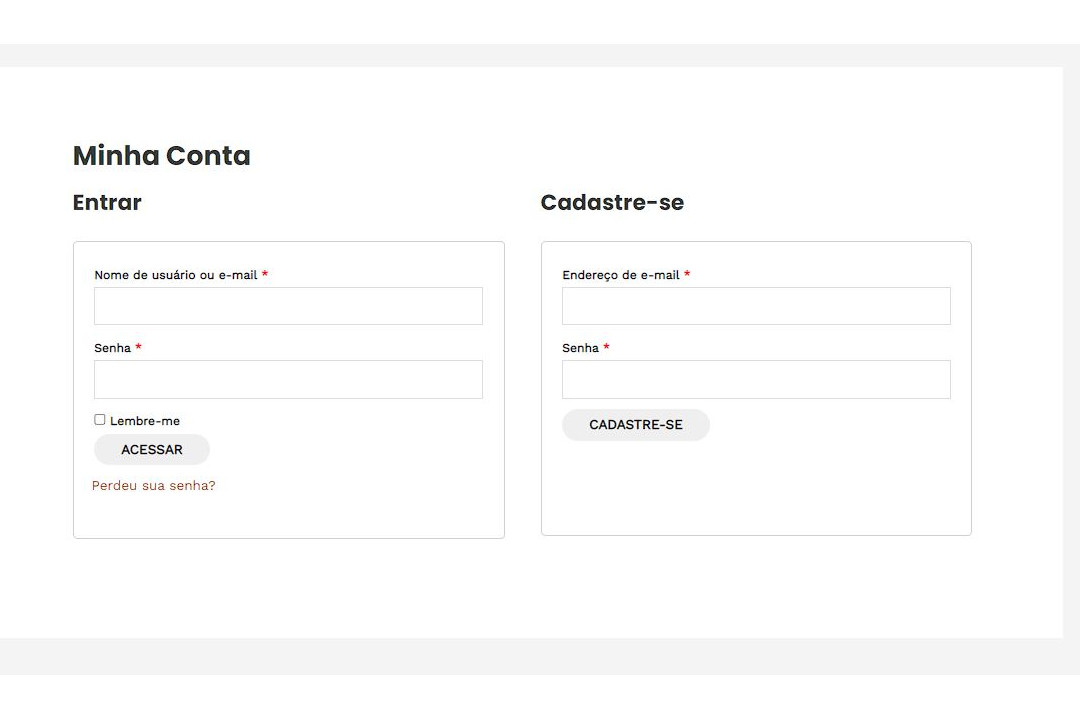 Minha Conta
Entrar
Nome de usuário ou e-mail *
Senha *
Lembre-me
ACESSAR
Perdeu sua senha?
Cadastre-se
Endereço de e-mail *
Senha *
CADASTRE-SE